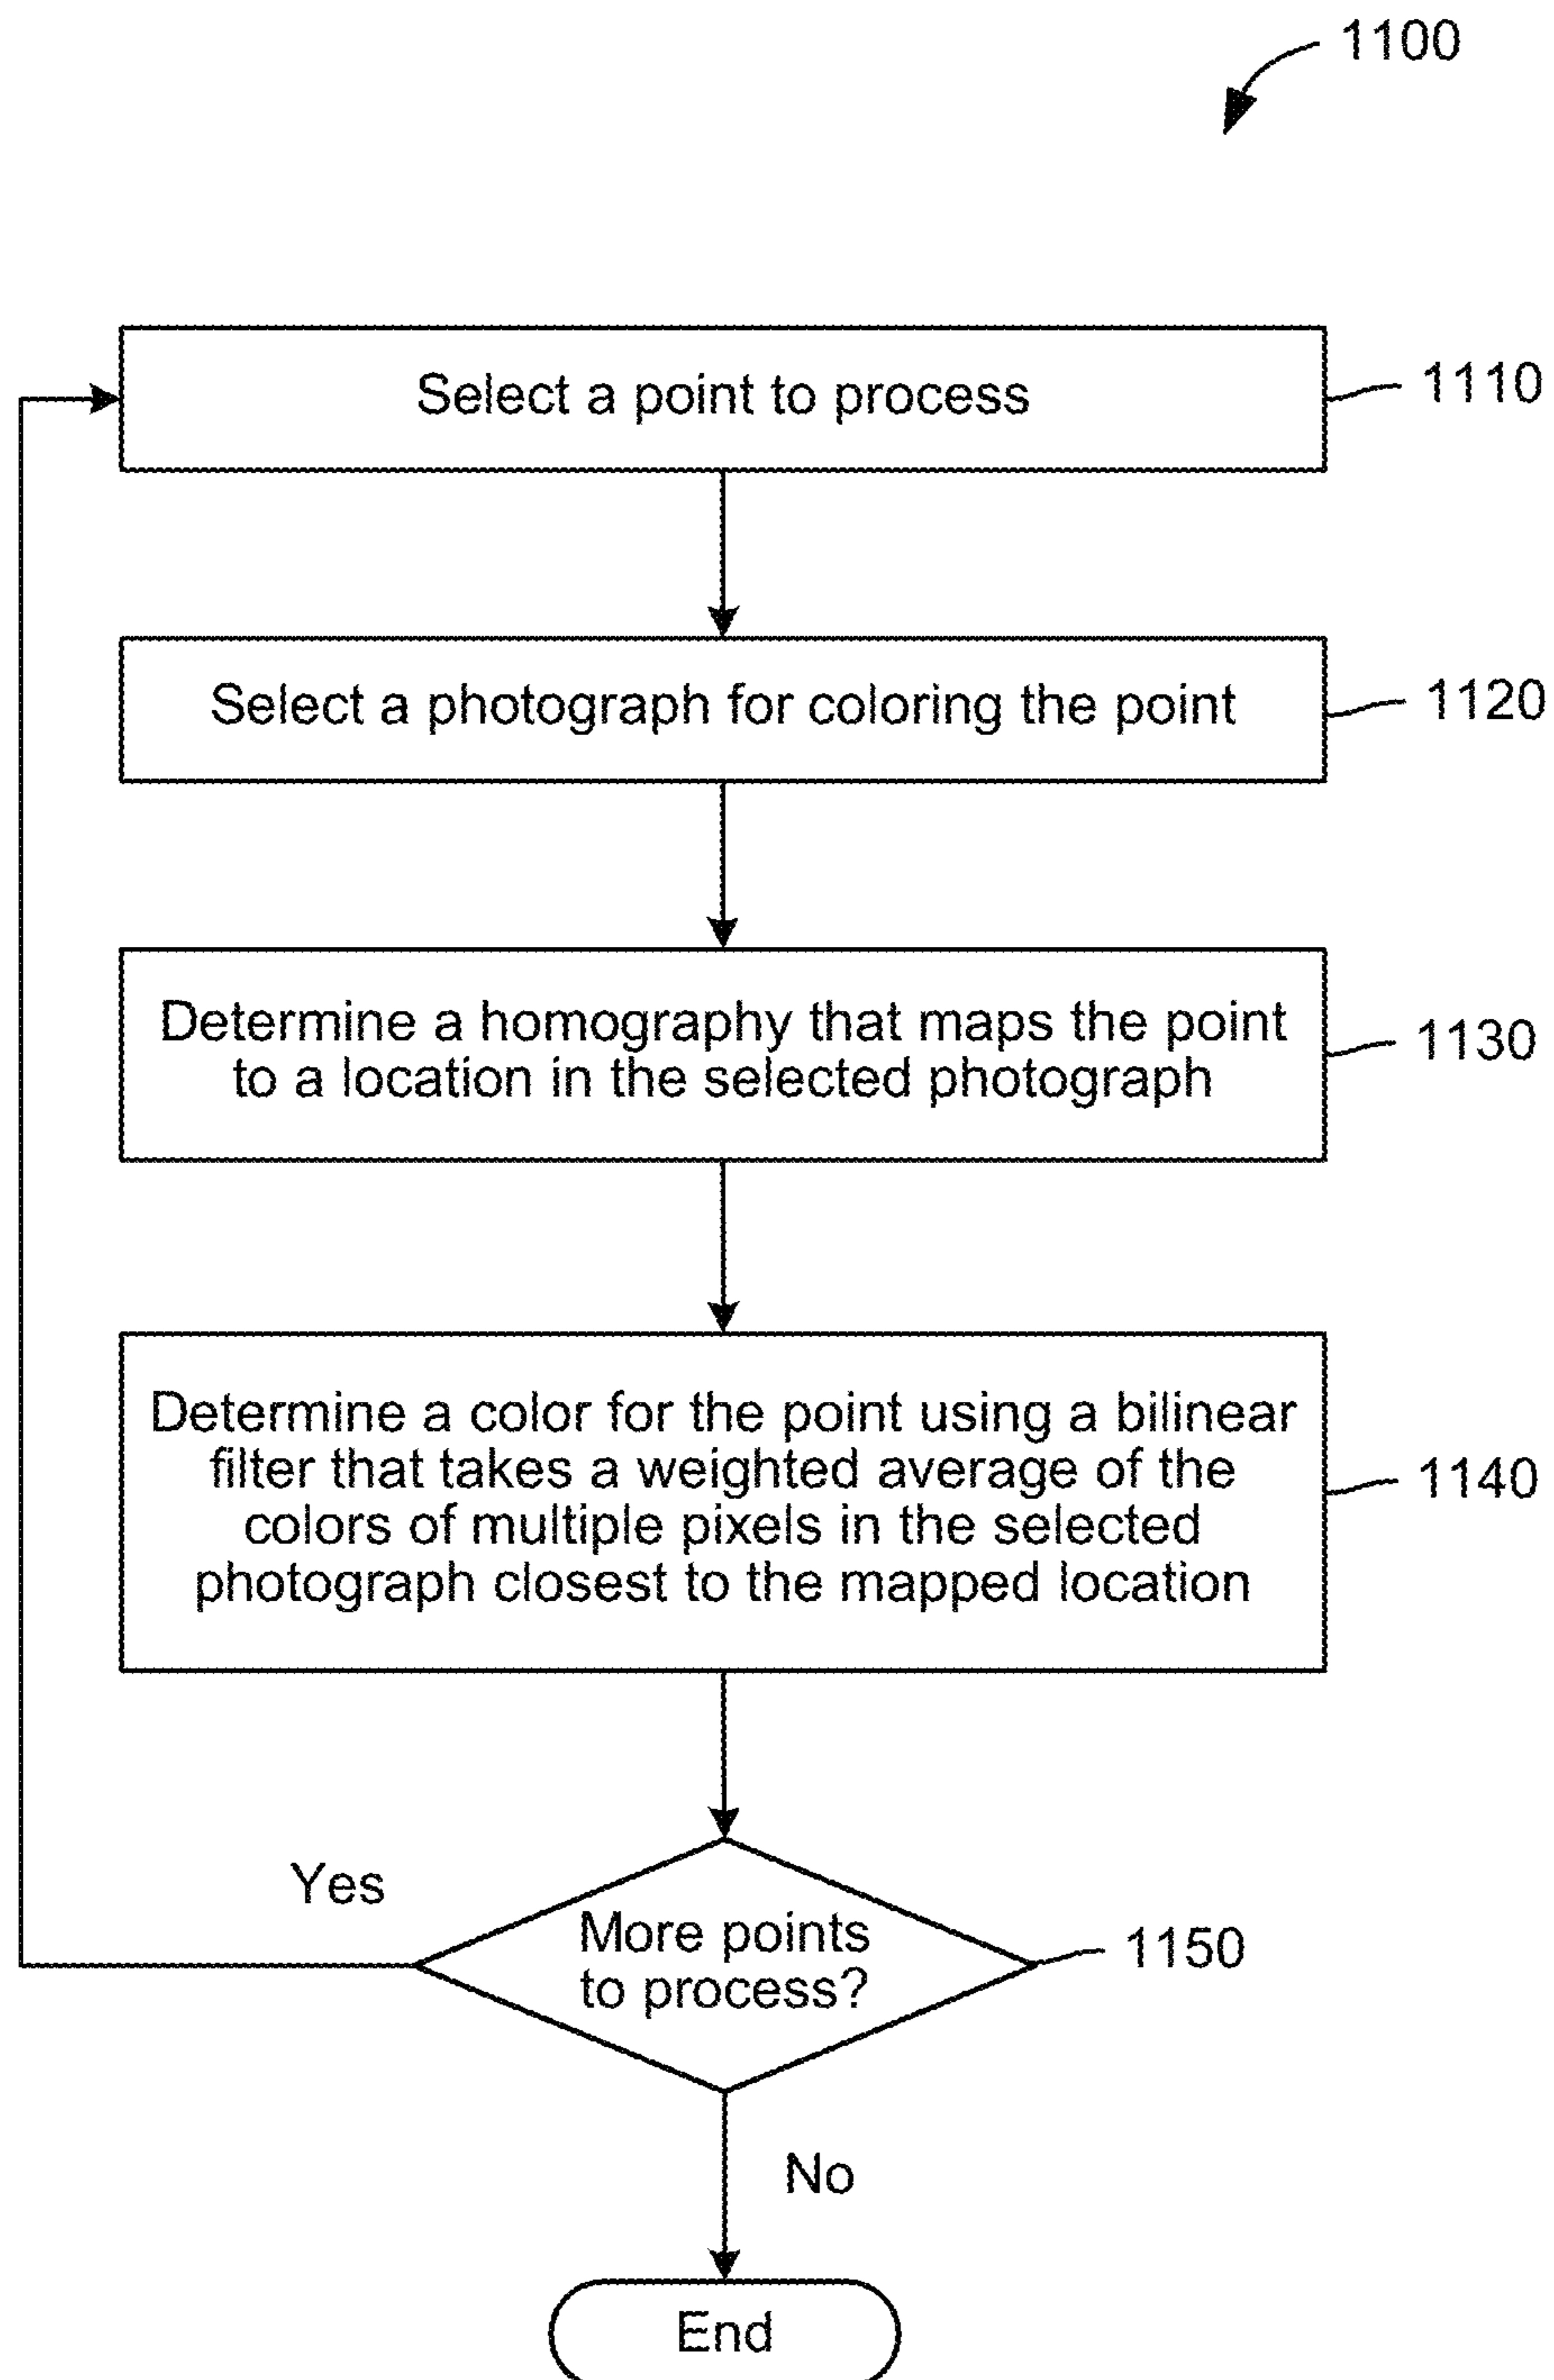 1100
Select a point to process
1110
Select a photograph for coloring the point
1120
Determine a homography that maps the point
to a location in the selected photograph
1130
Determine a color for the point using a bilinear
filter that takes a weighted average of the
colors of multiple pixels in the selected
photograph closest to the mapped location
1140
Yes
More points
to process?
1150
No
End